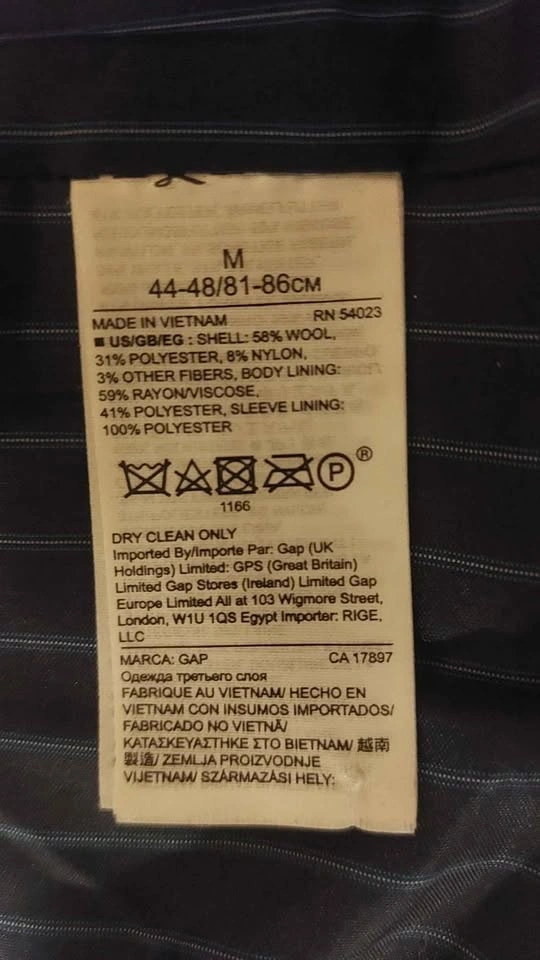 M
44-48/81-86CM
MADE IN VIETNAM RN 54023
■ US/GB/EG : SHELL: 58% WOOL,
31% POLYESTER, 8% NYLON,
3% OTHER FIBERS, BODY LINING:
59% RAYON/VISCOSE,
41% POLYESTER, SLEEVE LINING:
100% POLYESTER
P ®
1166
DRY CLEAN ONLY
Imported By/Importe Par: Gap (UK
Holdings) Limited: GPS (Great Britain)
Limited Gap Stores (Ireland) Limited Gap
Europe Limited All at 103 Wigmore Street,
London, W1U 1QS Egypt Importer: RIGE,
LLC
MARCA: GAP CA 17897
Одежда третьего слоя
FABRIQUE AU VIETNAM/ HECHO EN
VIETNAM CON INSUMOS IMPORTADOS/
FABRICADO NO VIETNÃ/
ΚΑΤΑΣΚΕΥΑΣΤΗΚΕ ΣΤΟ ΒΙΕΤΝΑΜ/ 越南
製造/ ZEMLJA PROIZVODNJE
VIJETNAM/ SZÁRMAZÁSI HELY: